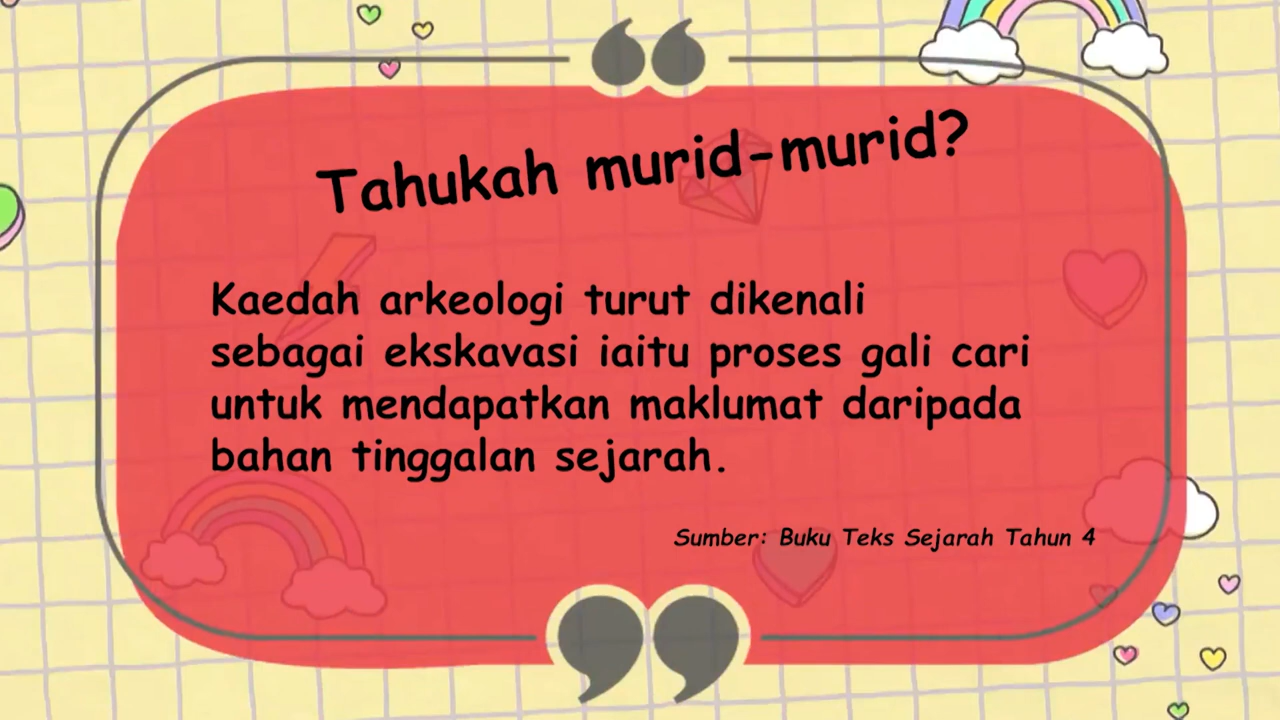 Tahukah murid-murid?
Kaedah arkeologi turut dikenali
sebagai ekskavasi iaitu proses gali cari
untuk mendapatkan maklumat daripada
bahan tinggalan sejarah.
Sumber: Buku Teks Sejarah Tahun 4